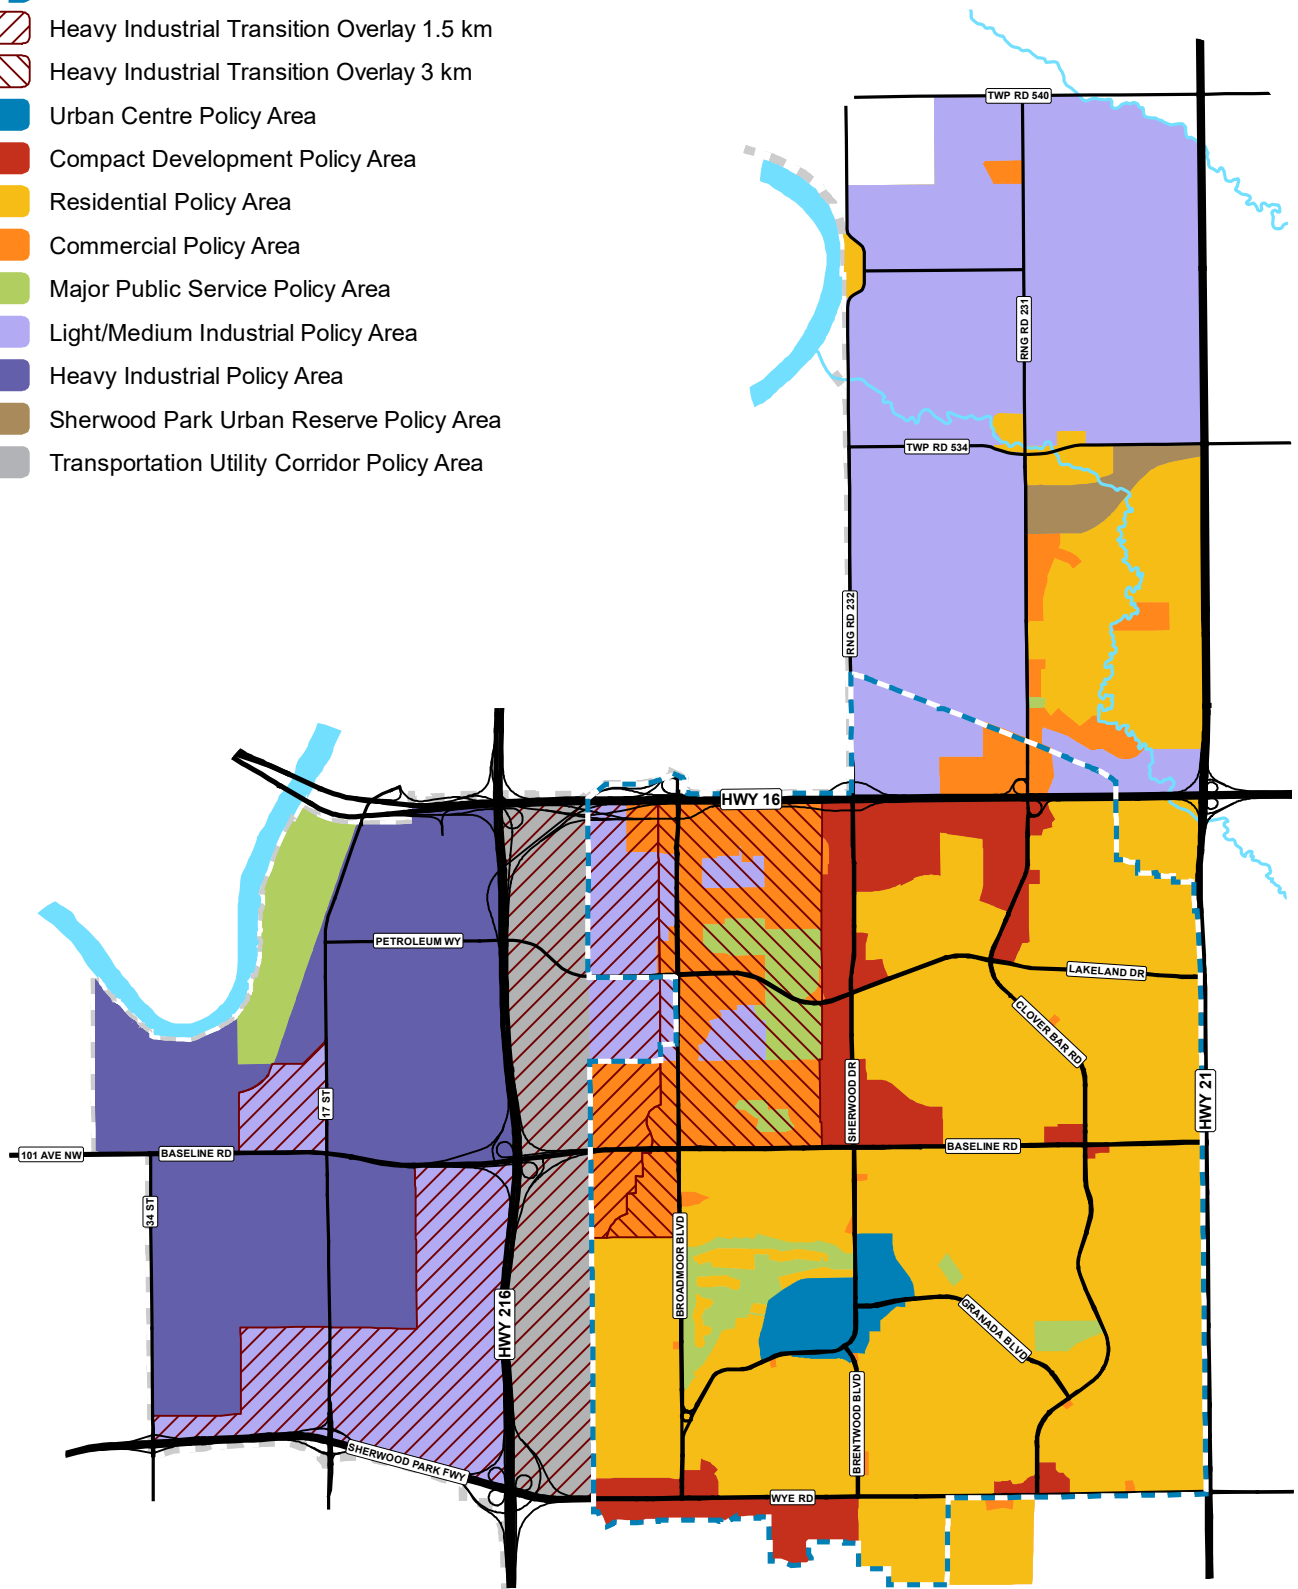 Heavy Industrial Transition Overlay 1.5 km
Heavy Industrial Transition Overlay 3 km
Urban Centre Policy Area
Compact Development Policy Area
Residential Policy Area
Commercial Policy Area
Major Public Service Policy Area
Light/Medium Industrial Policy Area
Heavy Industrial Policy Area
Sherwood Park Urban Reserve Policy Area
Transportation Utility Corridor Policy Area
TWP RD 540
RNG RD 231
TWP RD 534
RNG RD 232
HWY 16
PETROLEUM WY
LAKELAND DR
CLOVER BAR RD
17 ST
SHERWOOD DR
HWY 21
101 AVE NW
BASELINE RD
BASELINE RD
34 ST
BROADMOOR BLVD
HWY 216
GRANADA BLVD
BRENTWOOD BLVD
SHERWOOD PARK FWY
WYE RD